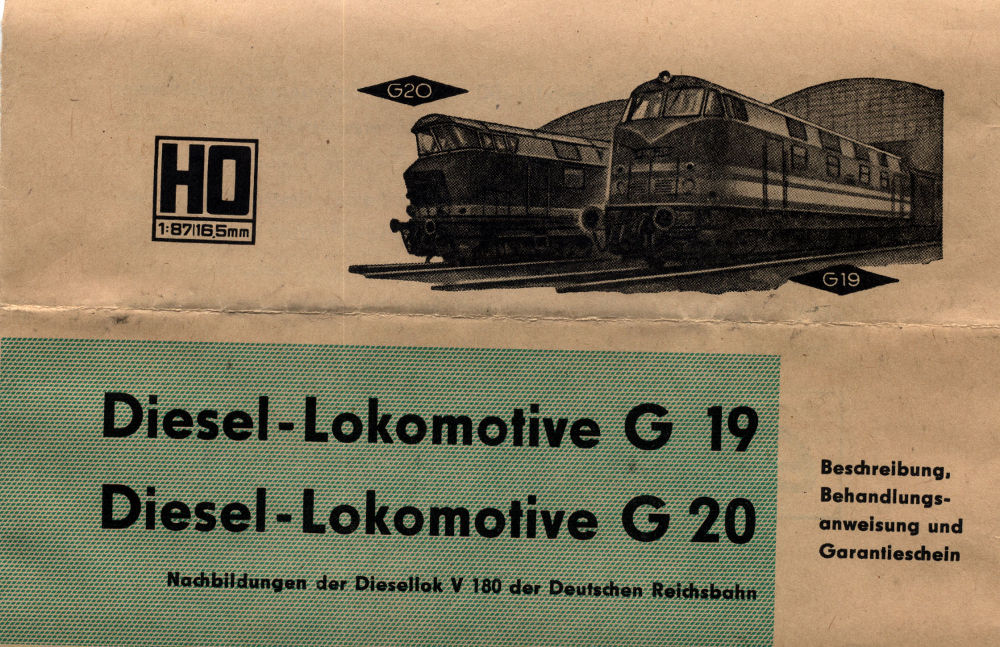 G20
HO
1:87/16,5mm
G19
Diesel-Lokomotive G 19
Diesel-Lokomotive G 20
Nachbildungen der Diesellok V 180 der Deutschen Reichsbahn
Beschreibung,
Behandlungs-
anweisung und
Garantieschein